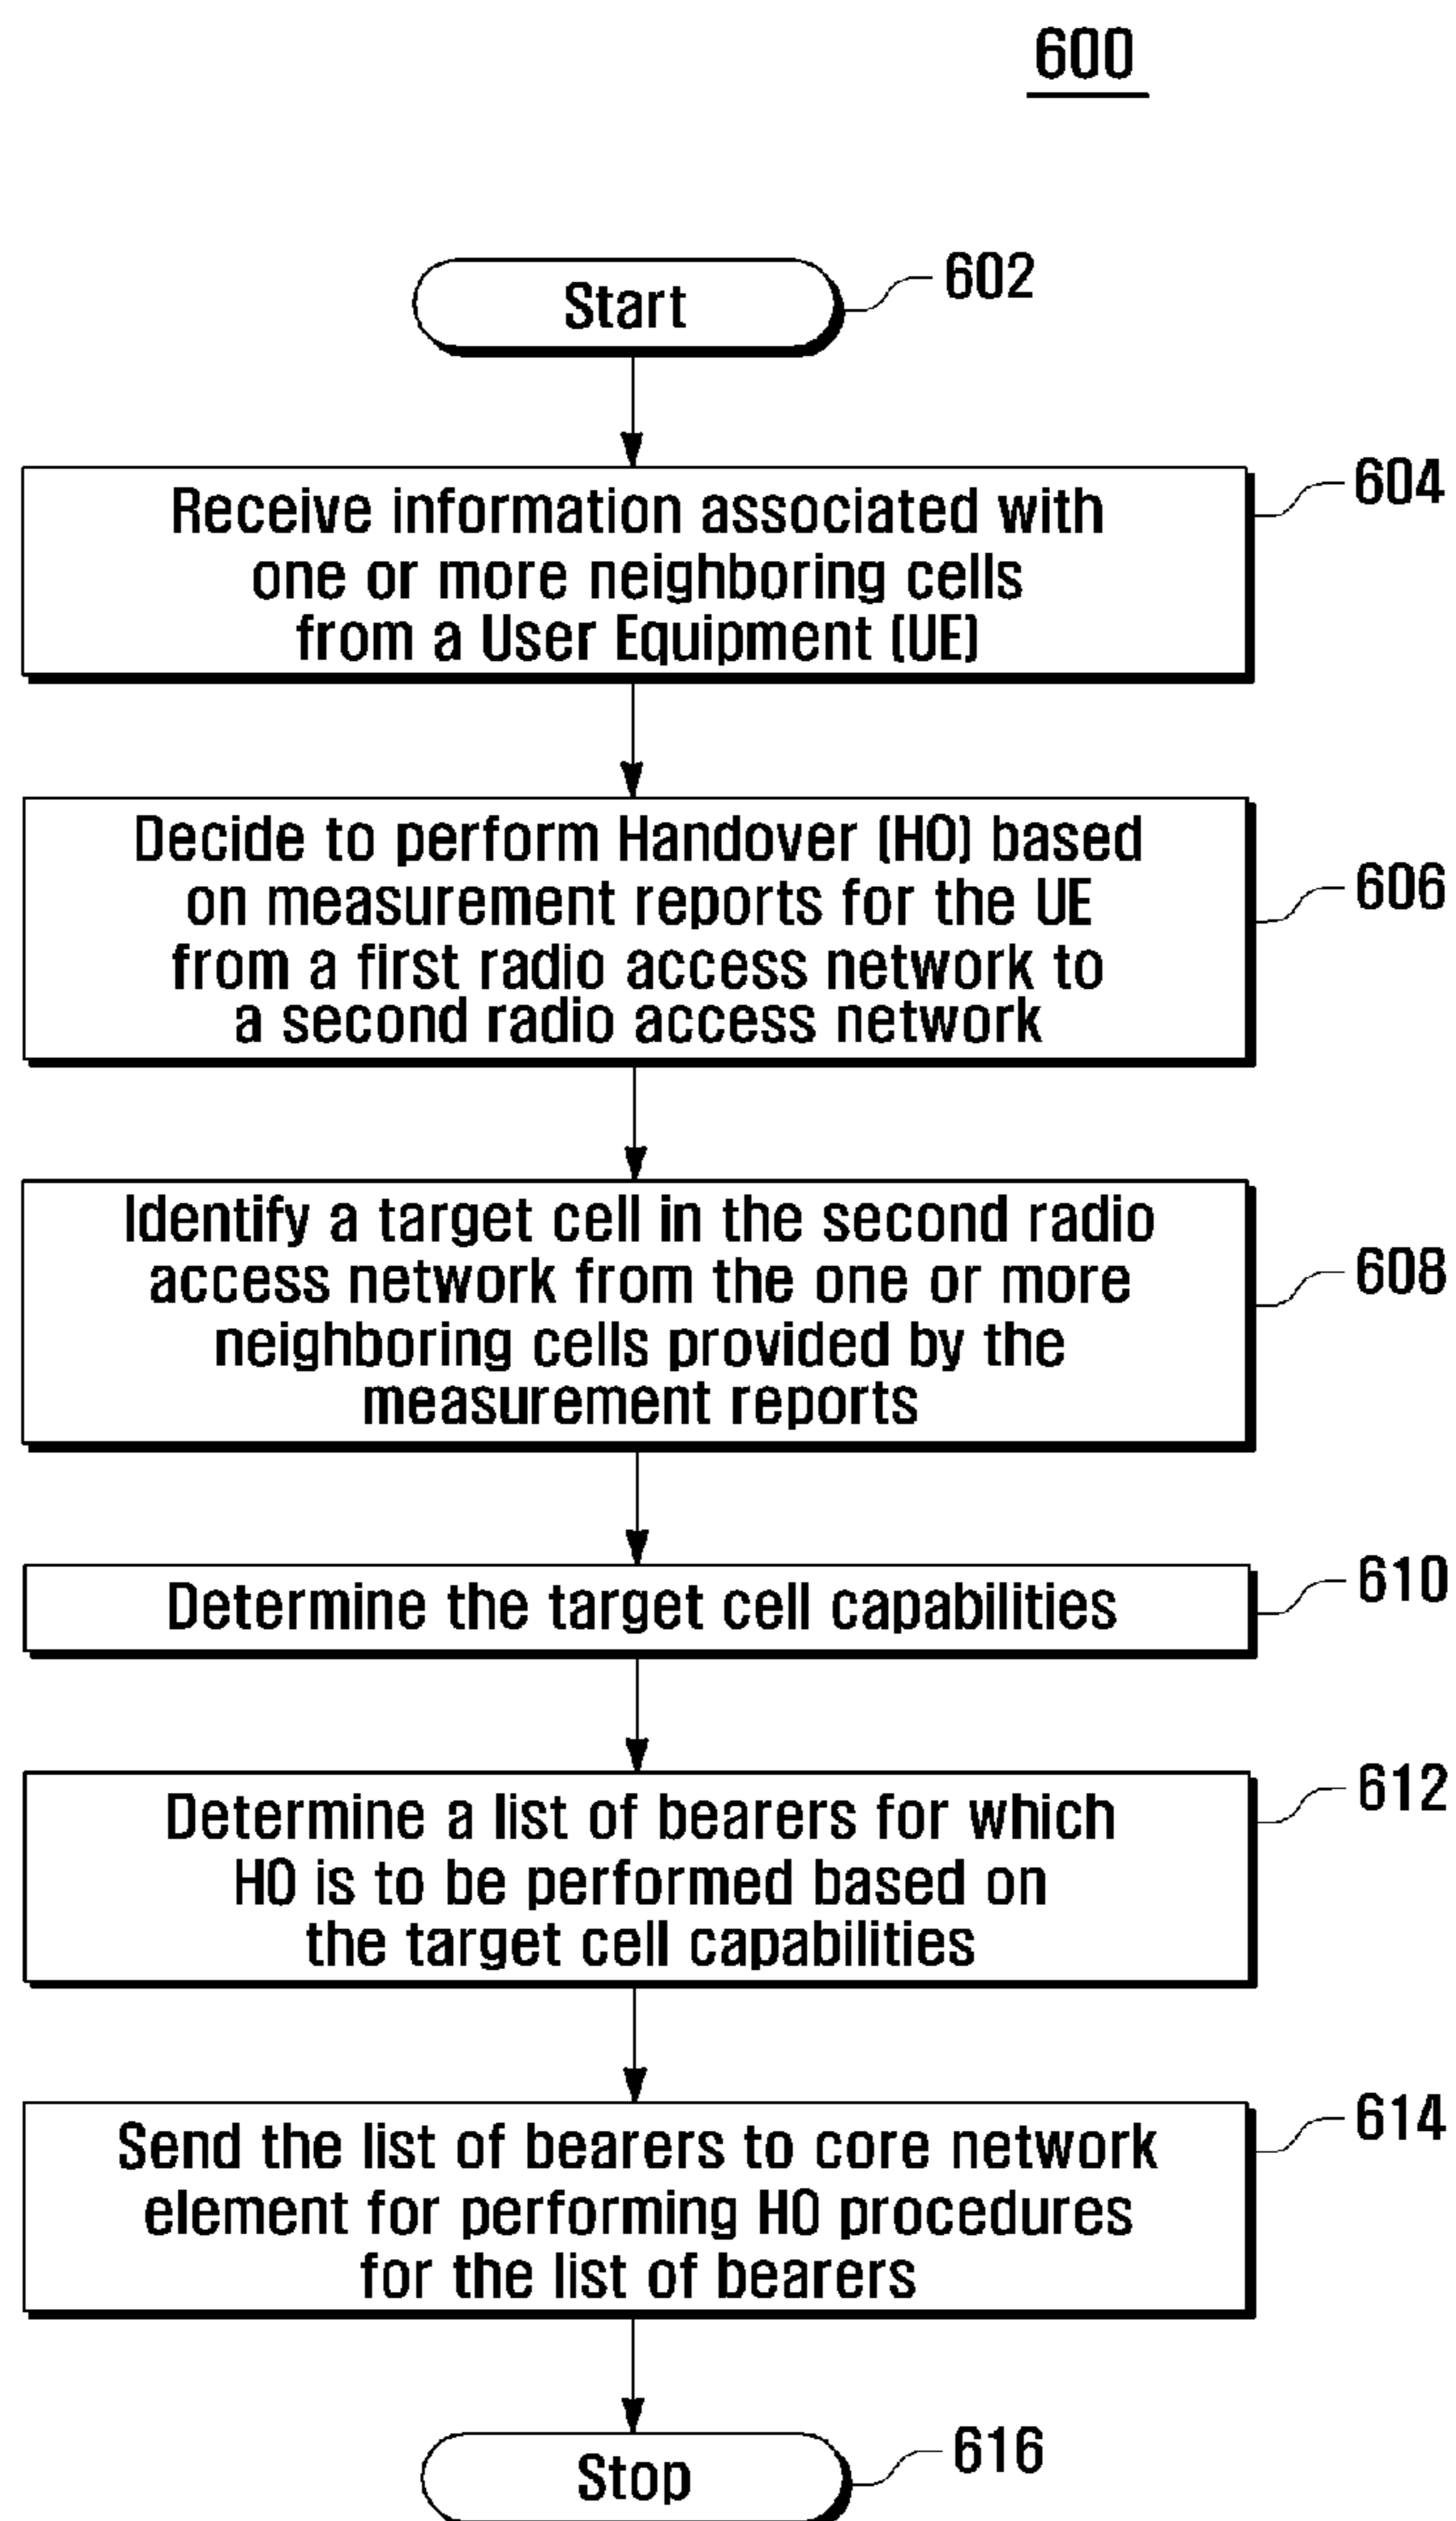 600
Start
602
Receive information associated with
one or more neighboring cells
from a User Equipment (UE)
604
Decide to perform Handover (HO) based
on measurement reports for the UE
from a first radio access network to
a second radio access network
606
Identify a target cell in the second radio
access network from the one or more
neighboring cells provided by the
measurement reports
608
Determine the target cell capabilities
610
Determine a list of bearers for which
HO is to be performed based on
the target cell capabilities
612
Send the list of bearers to core network
element for performing HO procedures
for the list of bearers
614
Stop
616